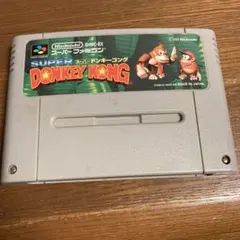 Nintendo SHVC-8X
スーパーファミコン
SUPER スーパードンキーコング
DONKEY KONG
MADE IN JAPAN